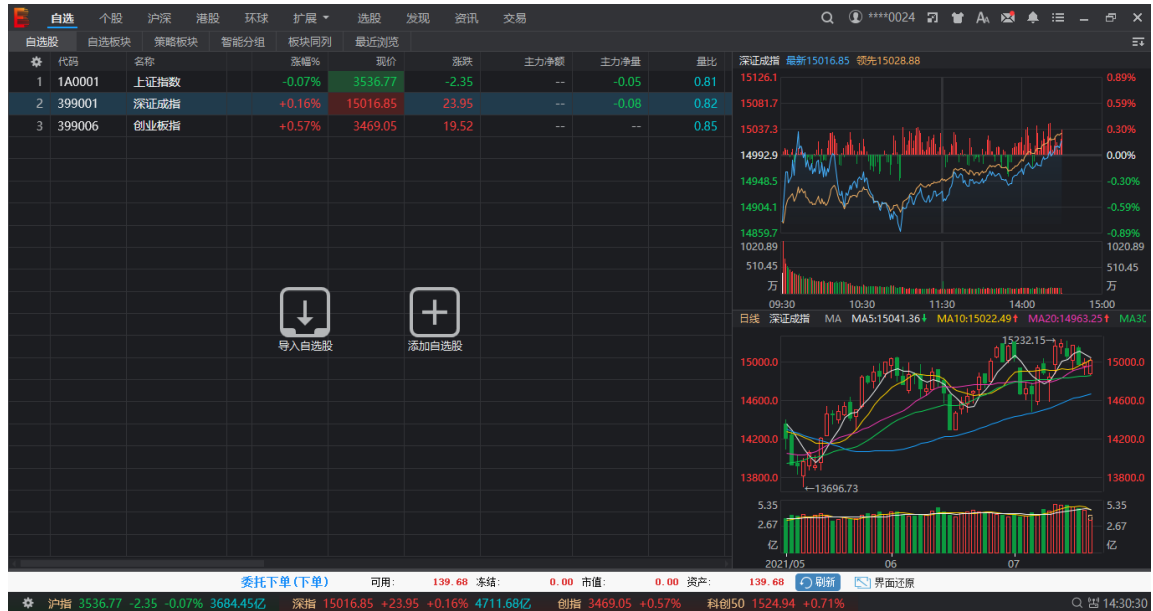 自选 个股 沪深 港股 环球 扩展 选股 发现 资讯 交易 ****0024
自选股 自选板块 策略板块 智能分组 板块同列 最近浏览
代码 名称 涨幅% 现价 涨跌 主力净额 主力净量 量比
1 1A0001 上证指数 -0.07% 3536.77 -2.35 -- -0.05 0.81
2 399001 深证成指 +0.16% 15016.85 23.95 -- -0.08 0.82
3 399006 创业板指 +0.57% 3469.05 19.52 -- -- 0.85
导入自选股 添加自选股
深证成指 最新15016.85 领先15028.88
15126.1 0.89%
15081.7 0.59%
15037.3 0.30%
14992.9 0.00%
14948.5 -0.30%
14904.1 -0.59%
14859.7 -0.89%
1020.89 1020.89
510.45 510.45
万 万
09:30 10:30 11:30 14:00 15:00
日线 深证成指 MA MA5:15041.36↓ MA10:15022.49↑ MA20:14963.25↑ MA30
15232.15→
15000.0 15000.0
14600.0 14600.0
14200.0 14200.0
13800.0 13800.0
←13696.73
5.35 5.35
2.67 2.67
亿 亿
2021/05 06 07
委托下单(下单) 可用: 139.68 冻结: 0.00 市值: 0.00 资产: 139.68 刷新 界面还原
沪指 3536.77 -2.35 -0.07% 3684.45亿 深指 15016.85 +23.95 +0.16% 4711.68亿 创指 3469.05 +0.57% 科创50 1524.94 +0.71% 14:30:30